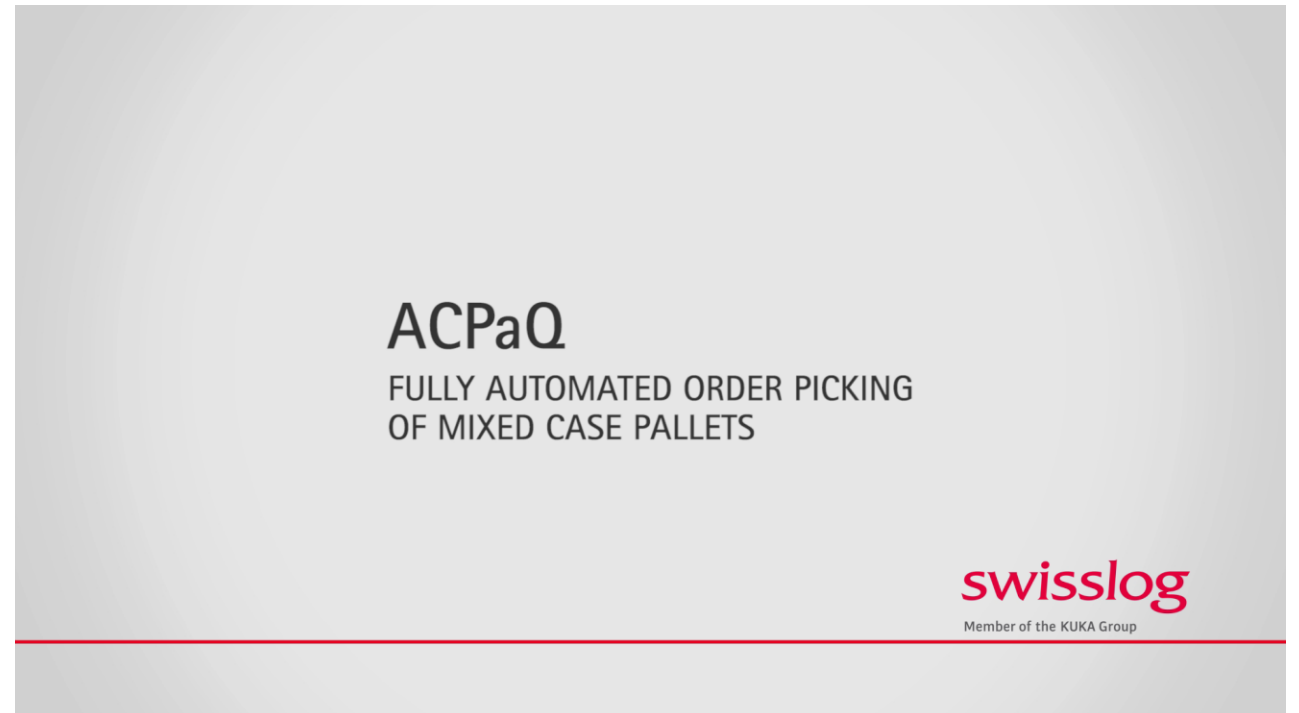 ACPaQ
FULLY AUTOMATED ORDER PICKING
OF MIXED CASE PALLETS
swisslog
Member of the KUKA Group